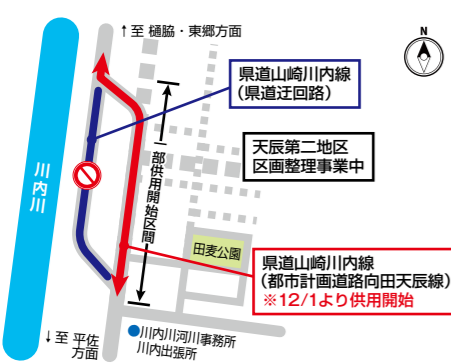 ↑至 樋脇・東郷方面
N
県道山崎川内線
(県道迂回路)
天辰第二地区
区画整理事業中
川内川
一部供用開始区間
田麦公園
県道山崎川内線
(都市計画道路向田天辰線)
※12/1より供用開始
↓至 平佐
方面
川内川河川事務所
川内出張所